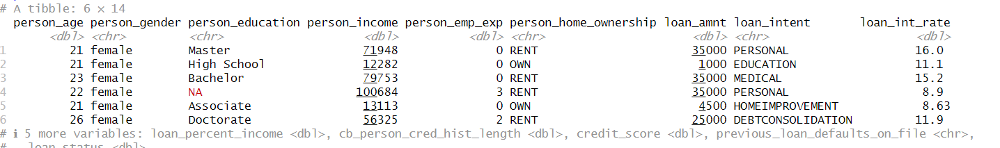 # A tibble: 6 × 14
person_age person_gender person_education person_income person_emp_exp person_home_ownership loan_amnt loan_intent loan_int_rate
<dbl> <chr> <chr> <dbl> <dbl> <chr> <dbl> <chr> <dbl>
1 21 female Master 71948 0 RENT 35000 PERSONAL 16.0
2 21 female High School 12282 0 OWN 1000 EDUCATION 11.1
3 23 female Bachelor 79753 0 RENT 35000 MEDICAL 15.2
4 22 female NA 100684 3 RENT 35000 PERSONAL 8.9
5 21 female Associate 13113 0 OWN 4500 HOMEIMPROVEMENT 8.63
6 26 female Doctorate 56325 2 RENT 25000 DEBTCONSOLIDATION 11.9
# ℹ 5 more variables: loan_percent_income <dbl>, cb_person_cred_hist_length <dbl>, credit_score <dbl>, previous_loan_defaults_on_file <chr>,
# loan_status <dbl>